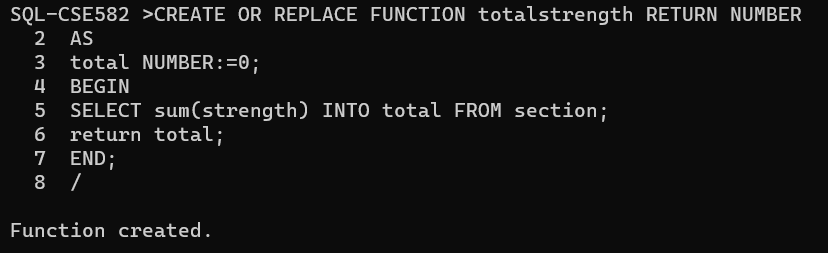 SQL-CSE582 >CREATE OR REPLACE FUNCTION totalstrength RETURN NUMBER
  2  AS
  3  total NUMBER:=0;
  4  BEGIN
  5  SELECT sum(strength) INTO total FROM section;
  6  return total;
  7  END;
  8  /
Function created.